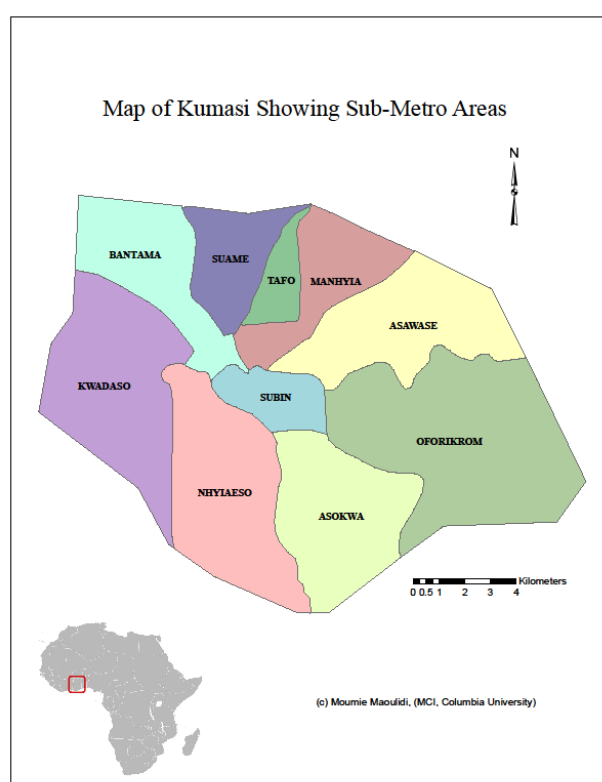 Map of Kumasi Showing Sub-Metro Areas
N
BANTAMA
SUAME
TAFO
MANHYIA
ASAWASE
KWADASO
SUBIN
OFORIKROM
NHYIAESO
ASOKWA
Kilometers
0 0.5 1 2 3 4
(c) Moumie Maoulidi, (MCI, Columbia University)